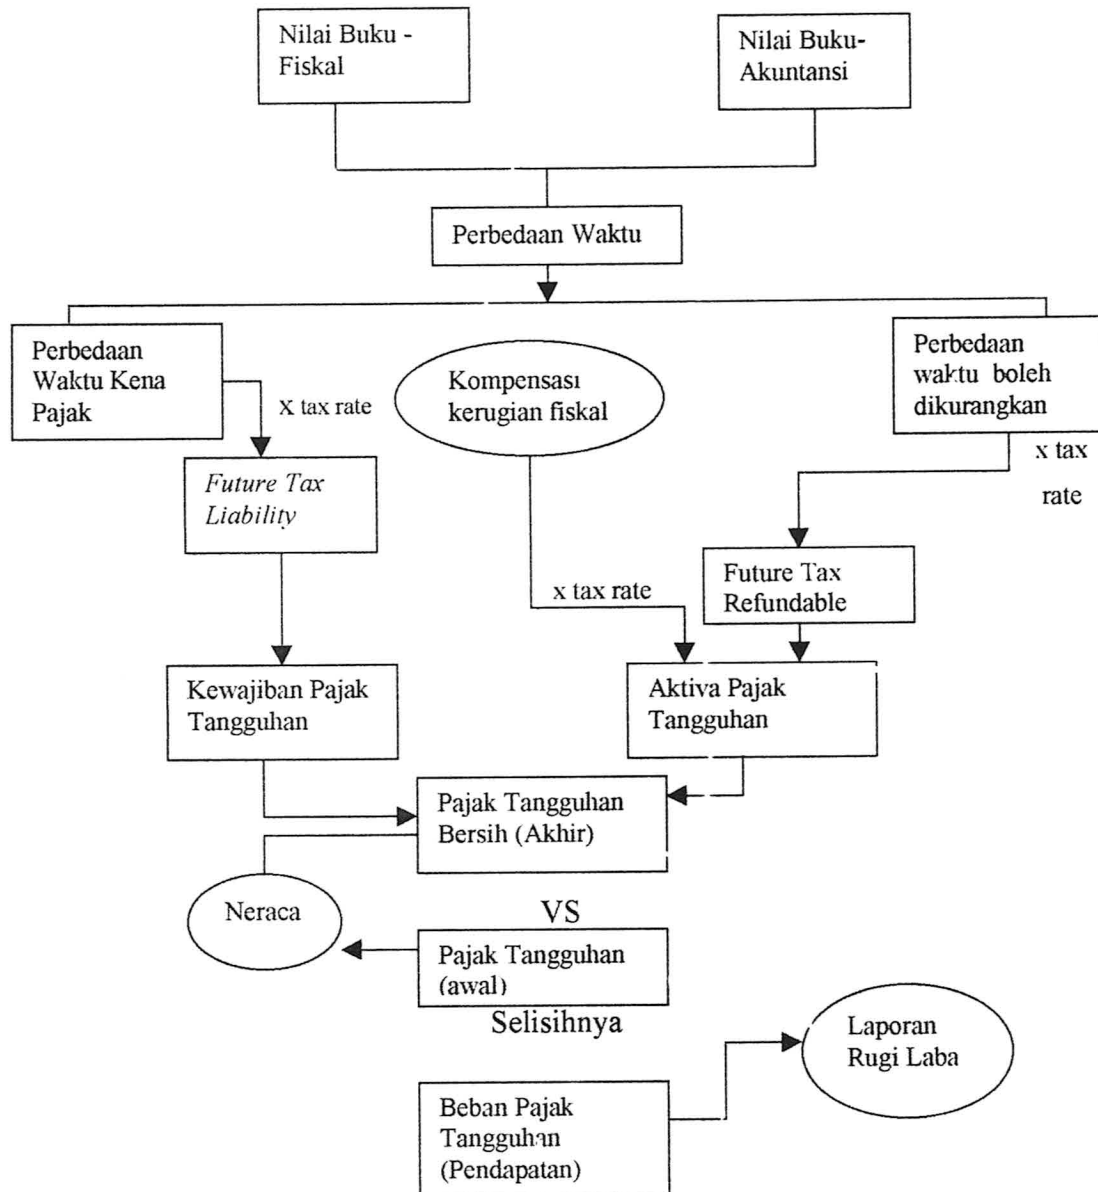 Nilai Buku -
Fiskal
Nilai Buku-
Akuntansi
Perbedaan Waktu
Perbedaan
Waktu Kena
Pajak
X tax rate
Kompensası
kerugian fiskal
Perbedaan
waktu boleh
dikurangkan
x tax
rate
Future Tax
Liability
Future Tax
Refundable
x tax rate
Kewajiban Pajak
Tangguhan
Aktiva Pajak
Tangguhan
Pajak Tangguhan
Bersih (Akhir)
Neraca
VS
Pajak Tangguhan
(awal)
Selisihnya
Laporan
Rugi Laba
Beban Pajak
Tangguhan
(Pendapatan)